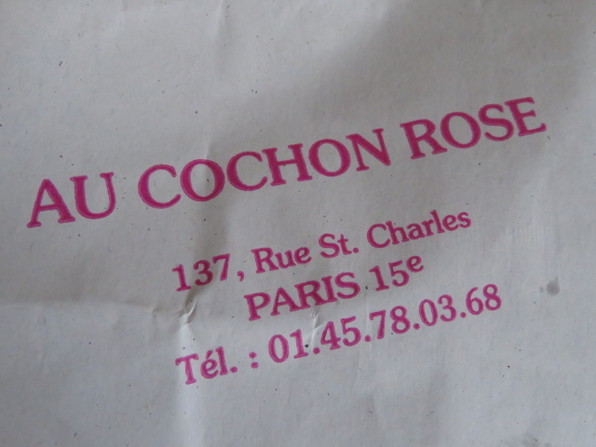 AU COCHON ROSE
137, Rue St. Charles
PARIS 15e
Tél. : 01.45.78.03.68